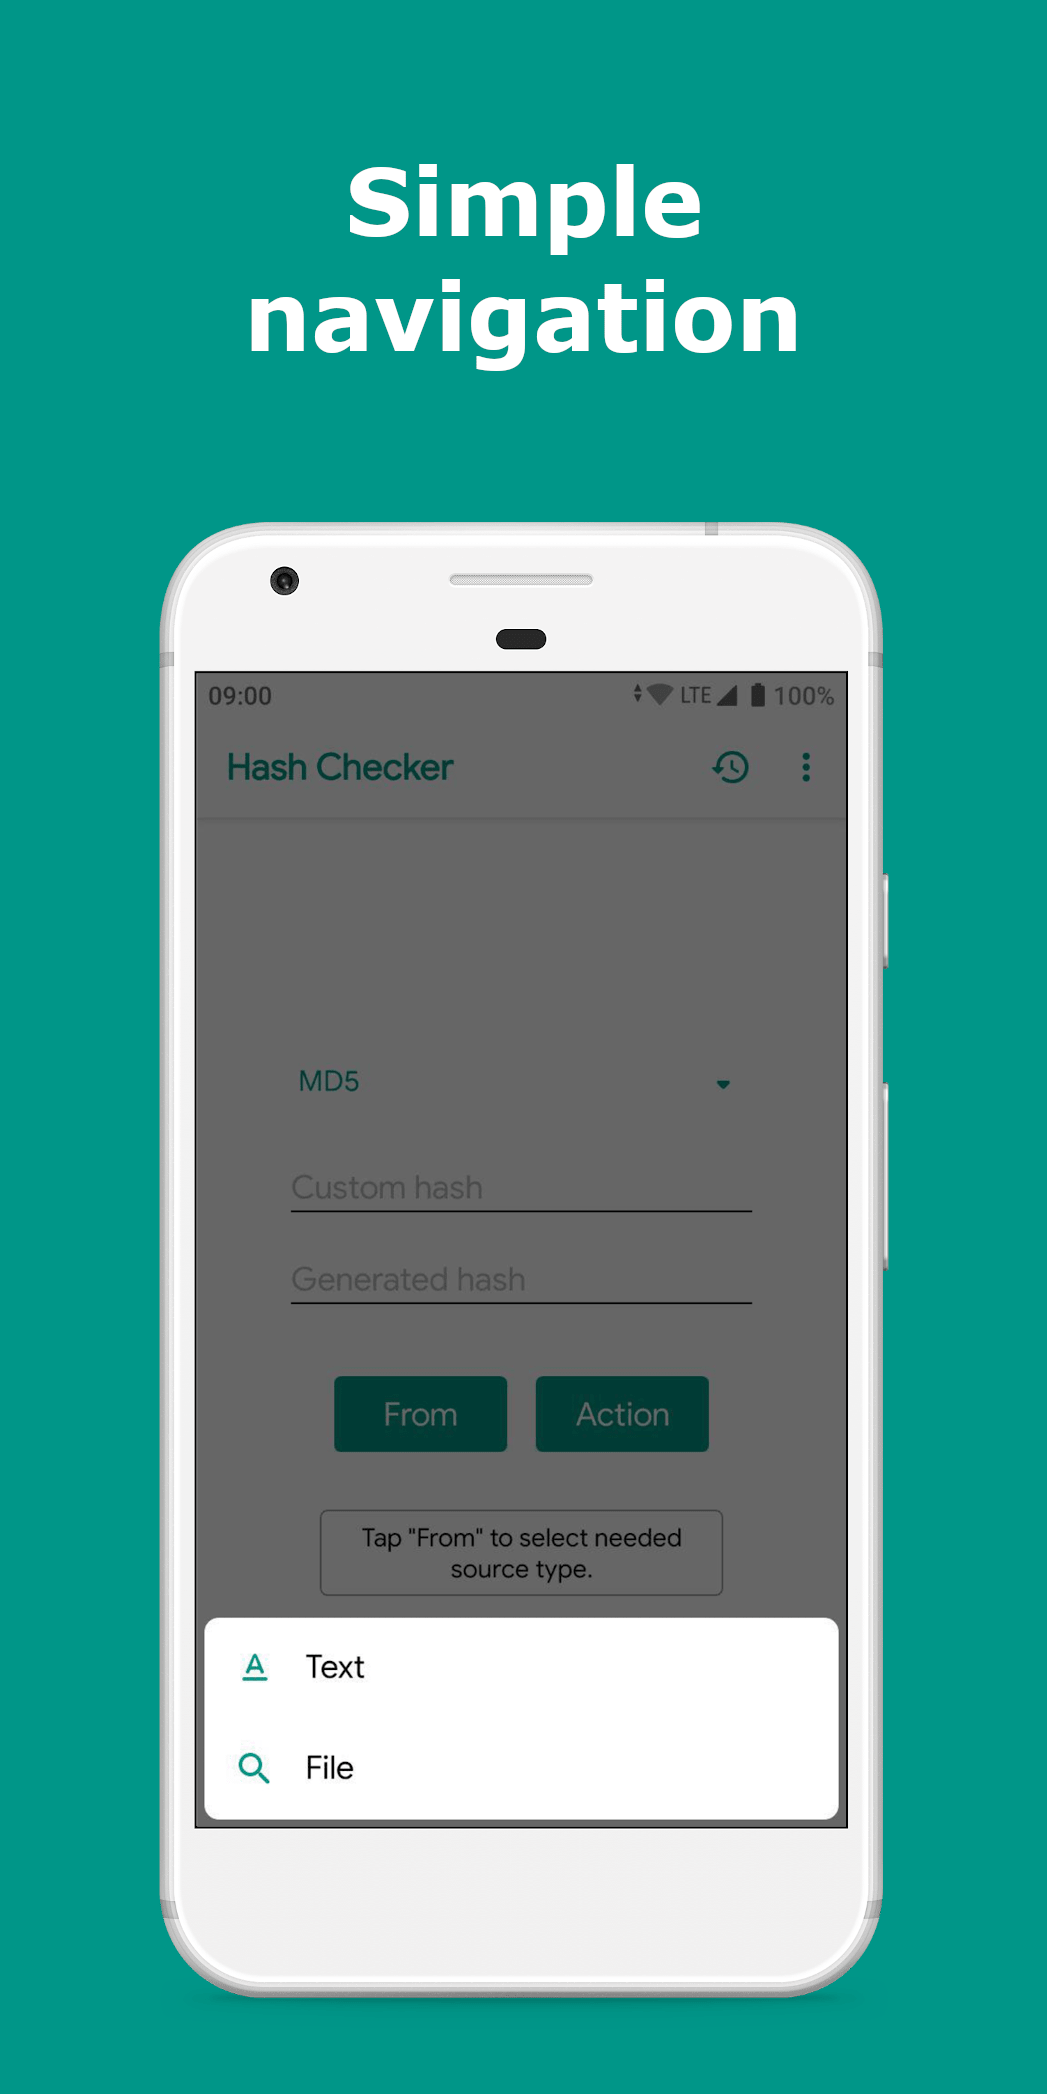 Simple
navigation
09:00
LTE
100%
Hash Checker
MD5
Custom hash
Generated hash
From
Action
Tap "From" to select needed
source type.
Text
File